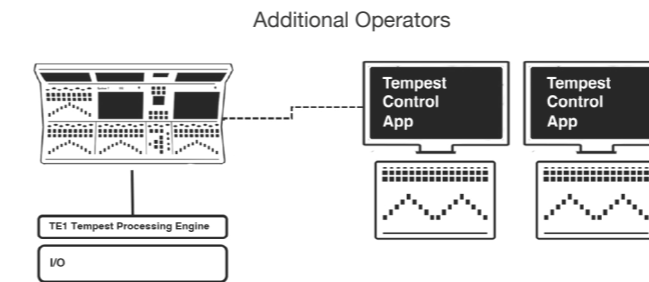 Additional Operators
Tempest
Control
App
Tempest
Control
App
TE1 Tempest Processing Engine
I/O